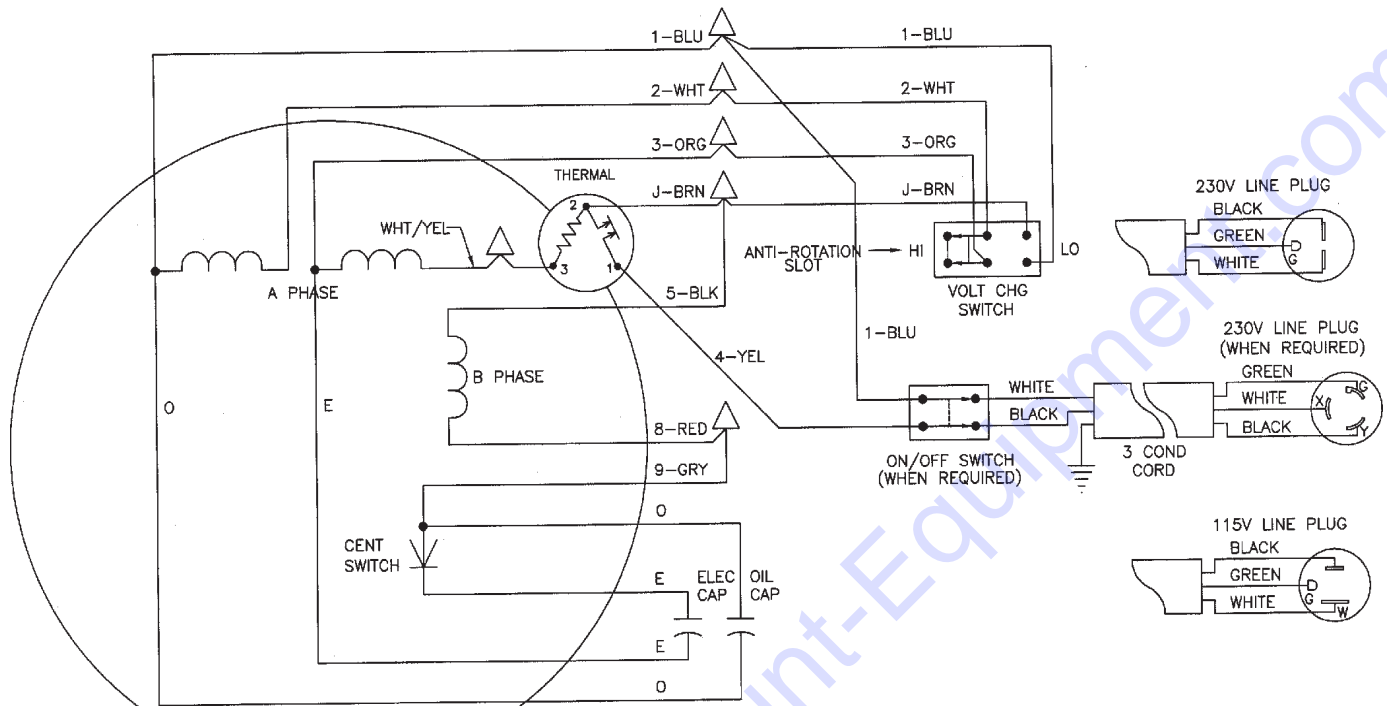 1-BLU
1-BLU
2-WHT
2-WHT
3-ORG
3-ORG
THERMAL
J-BRN
J-BRN
230V LINE PLUG
BLACK
GREEN
WHITE
G
WHT/YEL
2
3
1
ANTI-ROTATION
SLOT
HI
LO
VOLT CHG
SWITCH
A PHASE
5-BLK
1-BLU
4-YEL
B PHASE
O
E
230V LINE PLUG
(WHEN REQUIRED)
GREEN
WHITE
BLACK
G
X
Y
WHITE
BLACK
3 COND
CORD
ON/OFF SWITCH
(WHEN REQUIRED)
8-RED
9-GRY
O
CENT
SWITCH
E
ELEC
CAP
OIL
CAP
E
O
115V LINE PLUG
BLACK
GREEN
WHITE
G
W
nt-Equipment.com